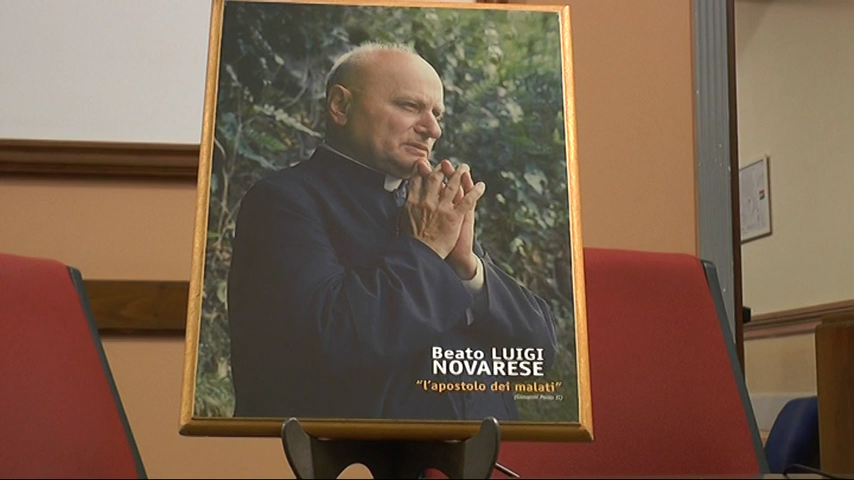 Beato LUIGI
NOVARESE
"l'apostolo dei malati"
(Giovanni Paolo II)